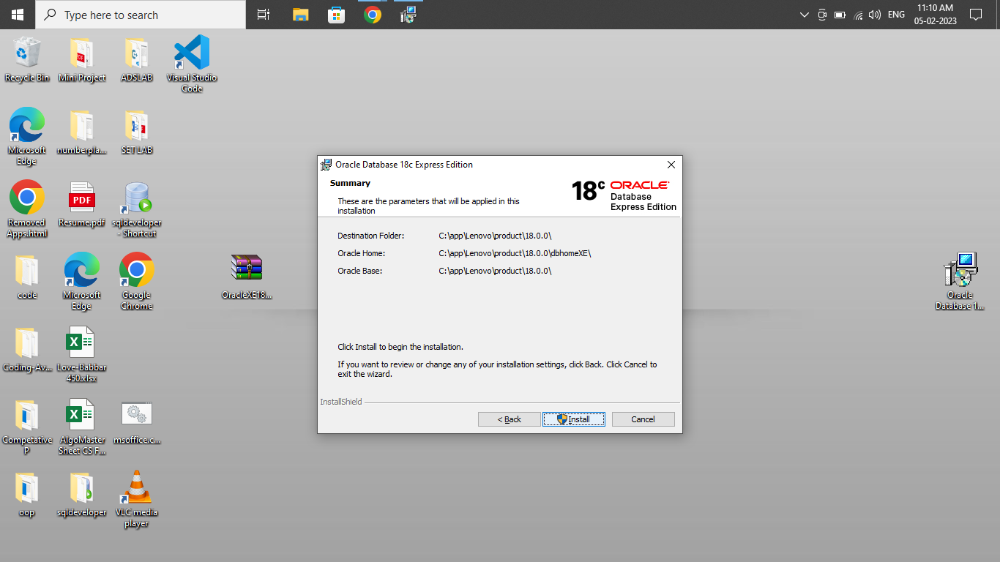 Type here to search
ENG
11:10 AM
05-02-2023
Recycle Bin
Mini Project
ADSLAB
Visual Studio
Code
Microsoft
Edge
numberpla...
SET LAB
Removed
Apps.html
PDF
Resume.pdf
sqldeveloper
- Shortcut
code
Microsoft
Edge
Google
Chrome
OracleXE18...
Coding-Av...
Love-Babbar
450.xlsx
Competative
P
AlgoMaster
Sheet CS F...
msoffice.c...
oop
sqldeveloper
VLC media
player
Oracle
Database 1...
Oracle Database 18c Express Edition
Summary
These are the parameters that will be applied in this
installation
18c ORACLE
Database
Express Edition
Destination Folder: C:\app\Lenovo\product\18.0.0\
Oracle Home: C:\app\Lenovo\product\18.0.0\dbhomeXE\
Oracle Base: C:\app\Lenovo\product\18.0.0\
Click Install to begin the installation.
If you want to review or change any of your installation settings, click Back. Click Cancel to
exit the wizard.
InstallShield
< Back Install Cancel